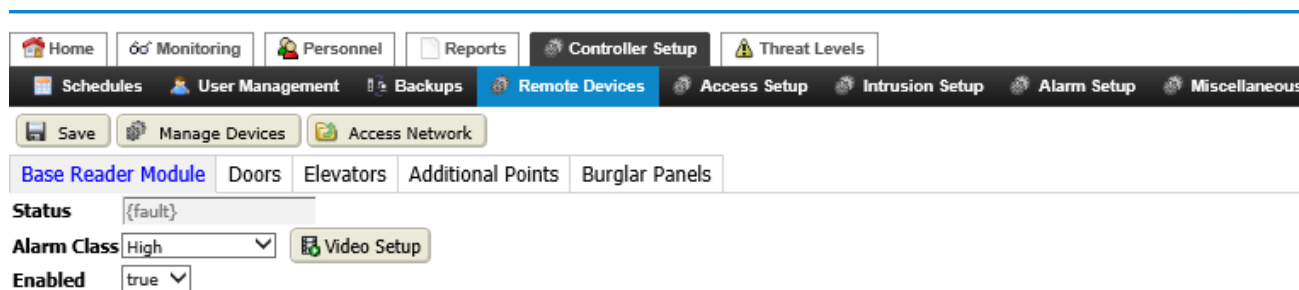 Home Monitoring Personnel Reports Controller Setup Threat Levels
Schedules User Management Backups Remote Devices Access Setup Intrusion Setup Alarm Setup Miscellaneous
Save Manage Devices Access Network
Base Reader Module Doors Elevators Additional Points Burglar Panels
Status {fault}
Alarm Class High Video Setup
Enabled true